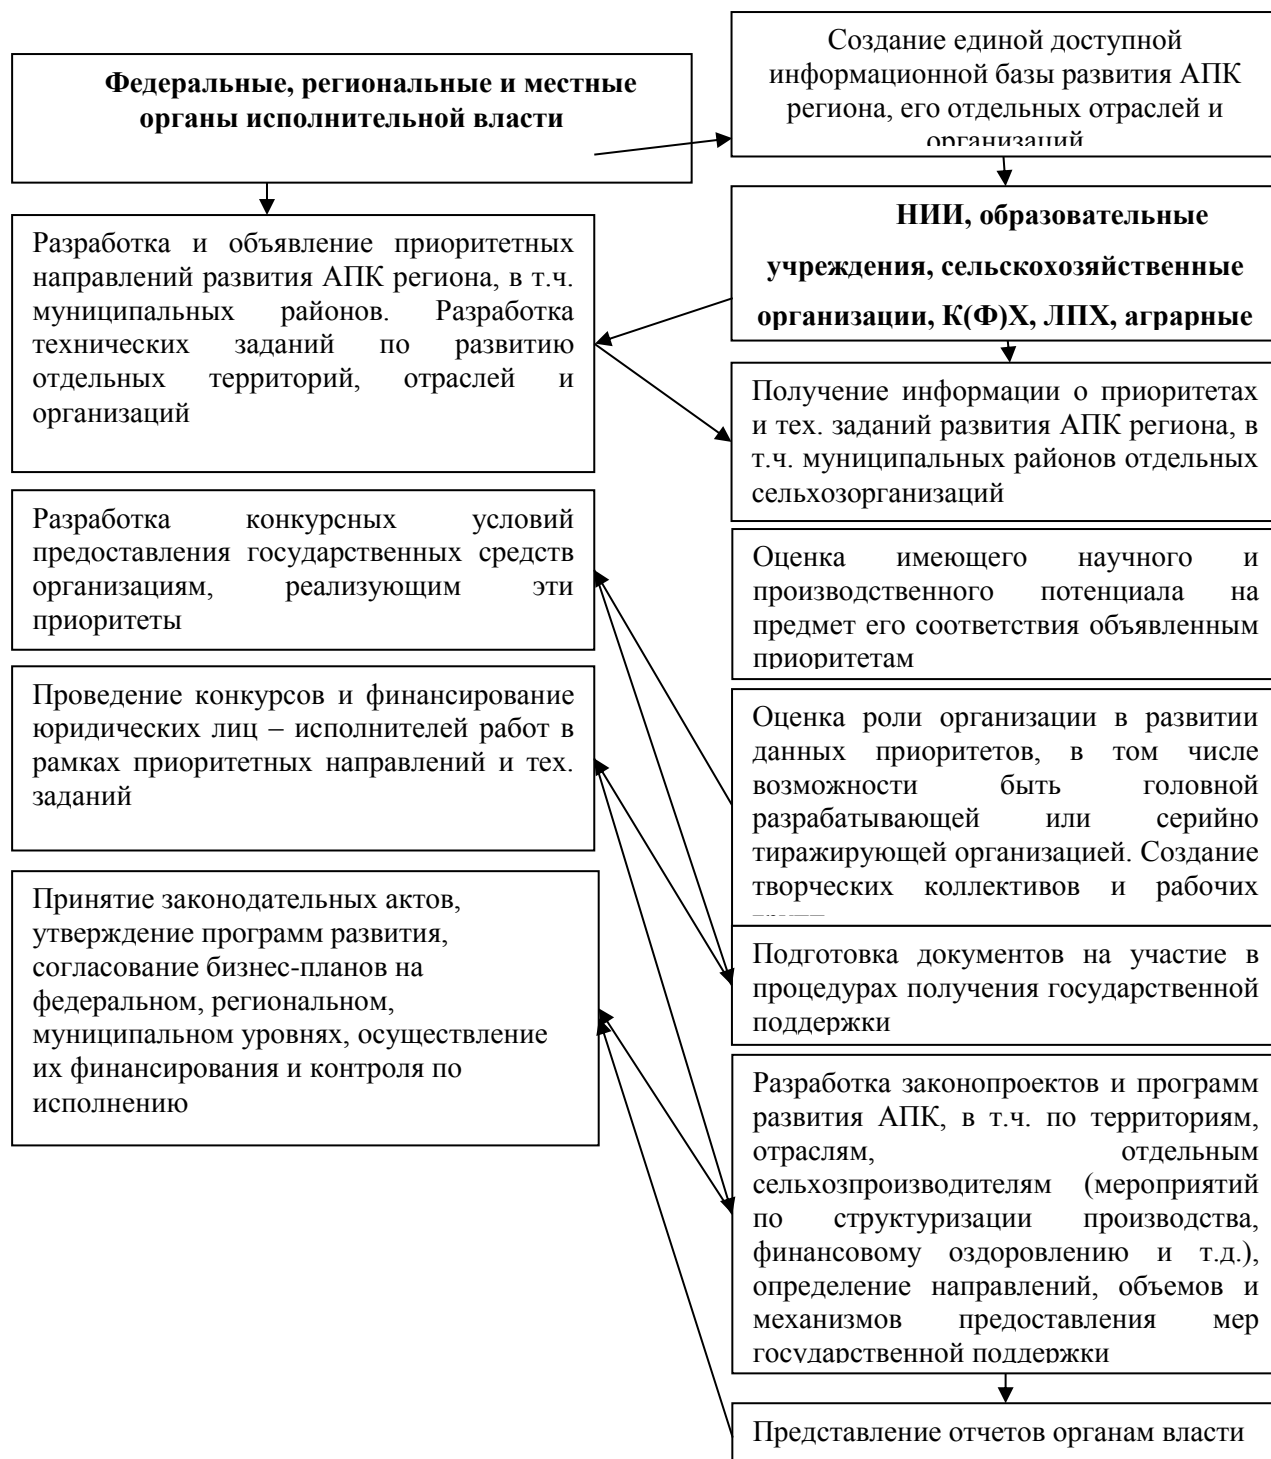 Федеральные, региональные и местные
органы исполнительной власти
Создание единой доступной
информационной базы развития АПК
региона, его отдельных отраслей и
организаций
НИИ, образовательные
учреждения, сельскохозяйственные
организации, К(Ф)Х, ЛПХ, аграрные
Разработка и объявление приоритетных
направлений развития АПК региона, в т.ч.
муниципальных районов. Разработка
технических заданий по развитию
отдельных территорий, отраслей и
организаций
Получение информации о приоритетах
и тех. заданий развития АПК региона, в
т.ч. муниципальных районов отдельных
сельхозорганизаций
Разработка конкурсных условий
предоставления государственных средств
организациям, реализующим эти
приоритеты
Оценка имеющего научного и
производственного потенциала на
предмет его соответствия объявленным
приоритетам
Проведение конкурсов и финансирование
юридических лиц – исполнителей работ в
рамках приоритетных направлений и тех.
заданий
Оценка роли организации в развитии
данных приоритетов, в том числе
возможности быть головной
разрабатывающей или серийно
тиражирующей организацией. Создание
творческих коллективов и рабочих
Принятие законодательных актов,
утверждение программ развития,
согласование бизнес-планов на
федеральном, региональном,
муниципальном уровнях, осуществление
их финансирования и контроля по
исполнению
Подготовка документов на участие в
процедурах получения государственной
поддержки
Разработка законопроектов и программ
развития АПК, в т.ч. по территориям,
отраслям, отдельным
сельхозпроизводителям (мероприятий
по структуризации производства,
финансовому оздоровлению и т.д.),
определение направлений, объемов и
механизмов предоставления мер
государственной поддержки
Представление отчетов органам власти